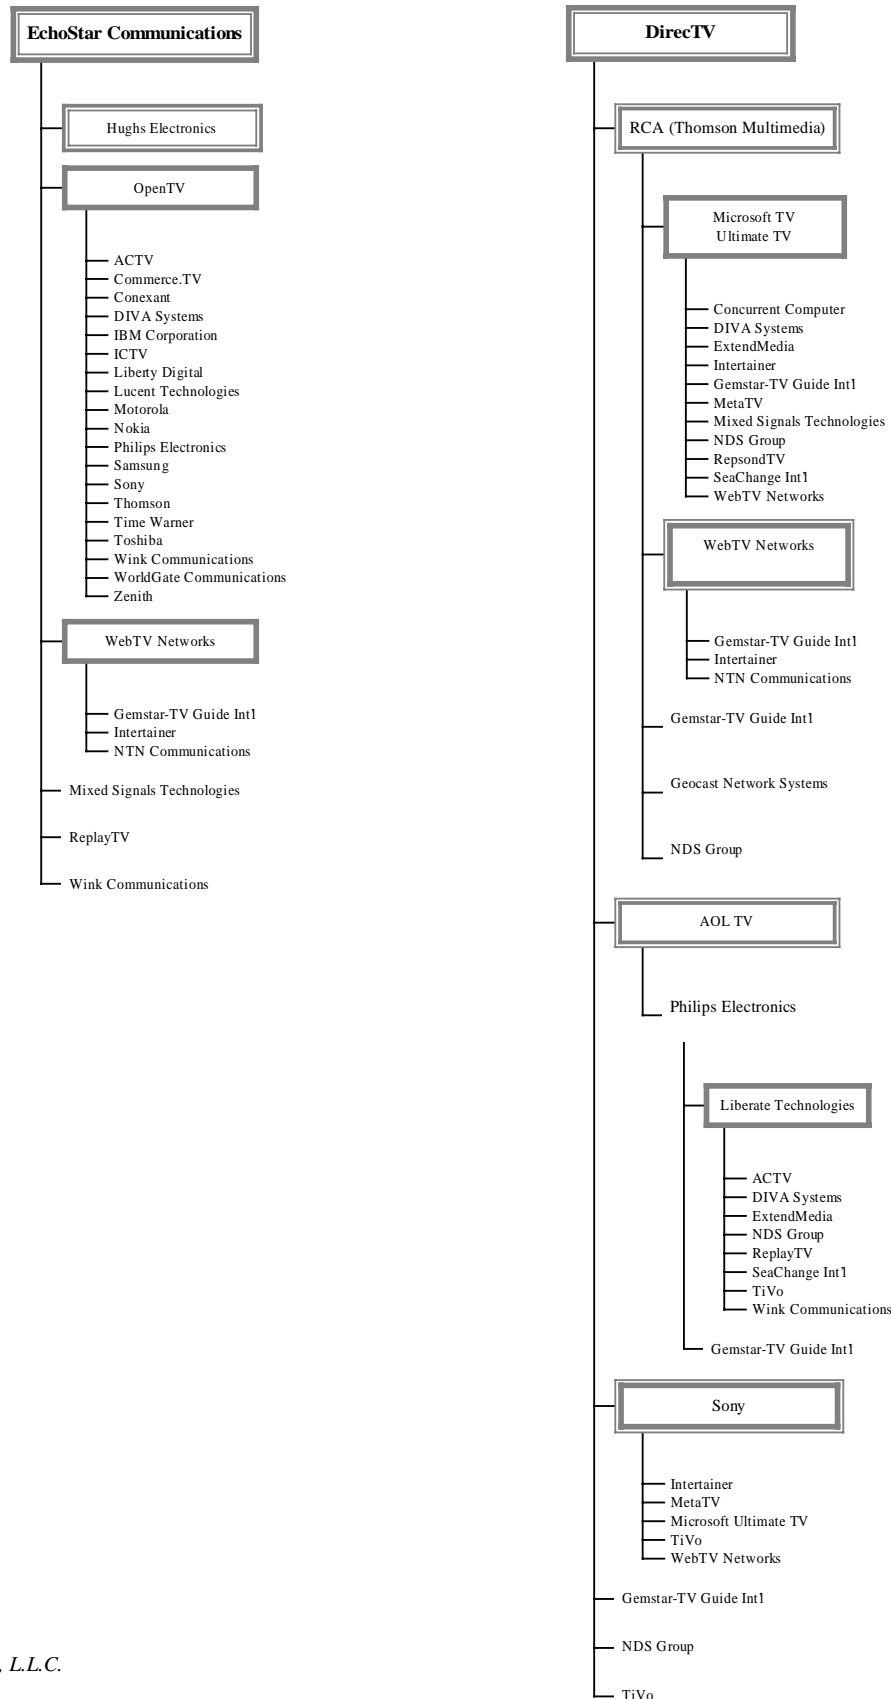 EchoStar Communications
Hughs Electronics
OpenTV
ACTV
Commerce.TV
Conexant
DIVA Systems
IBM Corporation
ICTV
Liberty Digital
Lucent Technologies
Motorola
Nokia
Philips Electronics
Samsung
Sony
Thomson
Time Warner
Toshiba
Wink Communications
WorldGate Communications
Zenith
WebTV Networks
Gemstar-TV Guide Int'l
Intertainer
NTN Communications
Mixed Signals Technologies
ReplayTV
Wink Communications
DirecTV
RCA (Thomson Multimedia)
Microsoft TV
Ultimate TV
Concurrent Computer
DIVA Systems
ExtendMedia
Intertainer
Gemstar-TV Guide Int'l
MetaTV
Mixed Signals Technologies
NDS Group
RepsondTV
SeaChange Int'l
WebTV Networks
WebTV Networks
Gemstar-TV Guide Int'l
Intertainer
NTN Communications
Gemstar-TV Guide Int'l
Geocast Network Systems
NDS Group
AOL TV
Philips Electronics
Liberate Technologies
ACTV
DIVA Systems
ExtendMedia
NDS Group
ReplayTV
SeaChange Int'l
TiVo
Wink Communications
Gemstar-TV Guide Int'l
Sony
Intertainer
MetaTV
Microsoft Ultimate TV
TiVo
WebTV Networks
Gemstar-TV Guide Int'l
NDS Group
TiVo
, L.L.C.